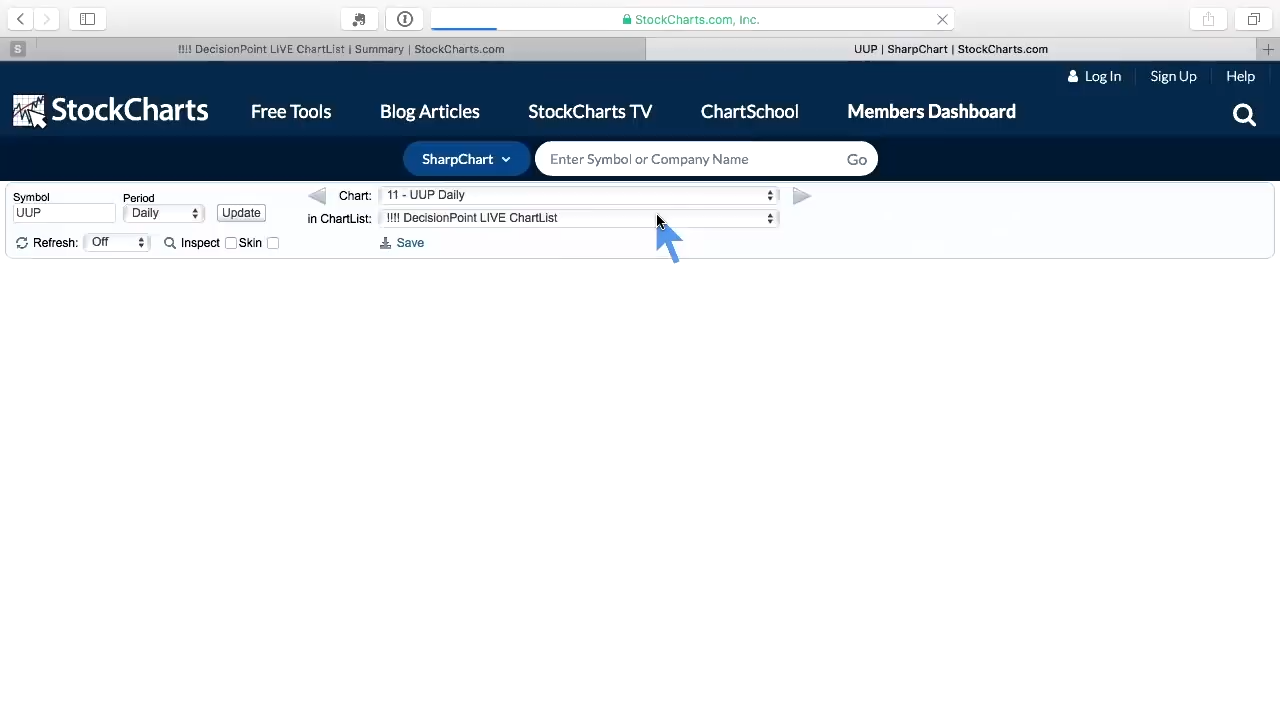 StockCharts.com, Inc.
S
!!!! DecisionPoint LIVE ChartList | Summary | StockCharts.com
UUP | SharpChart | StockCharts.com
Log In
Sign Up
Help
StockCharts
Free Tools
Blog Articles
StockCharts TV
ChartSchool
Members Dashboard
SharpChart
Enter Symbol or Company Name
Go
Symbol
Period
Chart: 11 - UUP Daily
UUP
Daily
Update
in ChartList: !!!! DecisionPoint LIVE ChartList
Refresh: Off
Inspect
Skin
Save